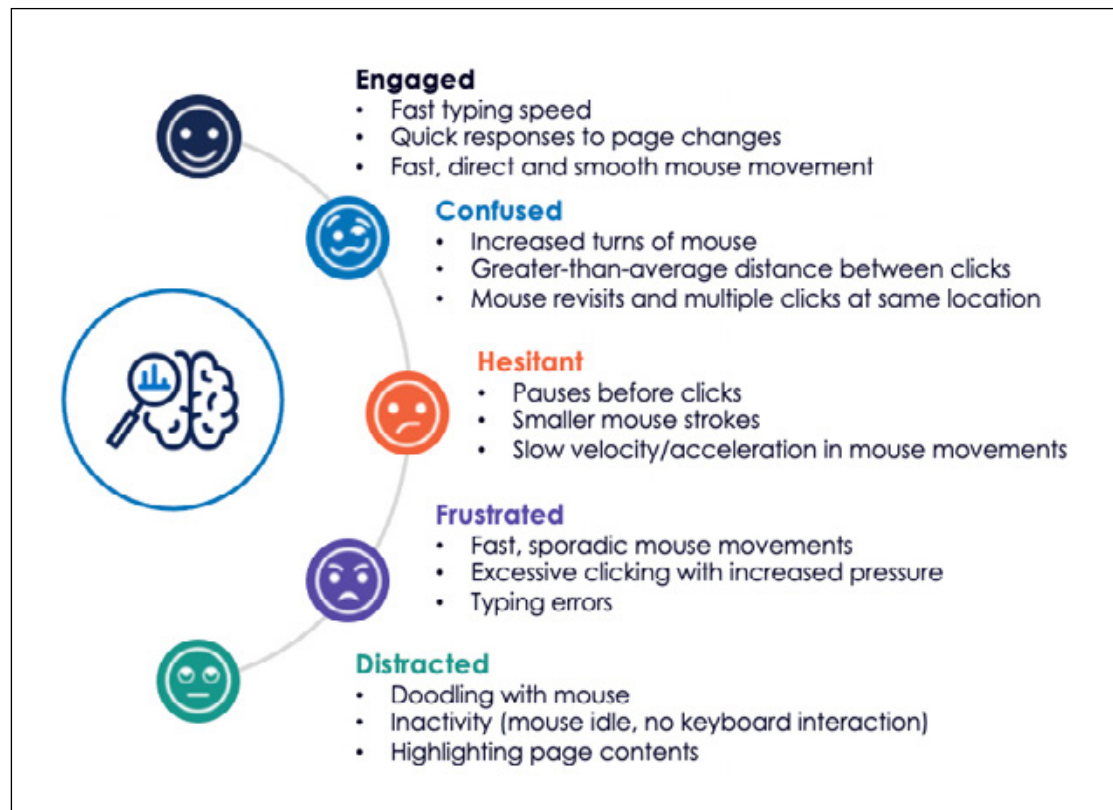 Engaged
• Fast typing speed
• Quick responses to page changes
• Fast, direct and smooth mouse movement
Confused
• Increased turns of mouse
• Greater-than-average distance between clicks
• Mouse revisits and multiple clicks at same location
Hesitant
• Pauses before clicks
• Smaller mouse strokes
• Slow velocity/acceleration in mouse movements
Frustrated
• Fast, sporadic mouse movements
• Excessive clicking with increased pressure
• Typing errors
Distracted
• Doodling with mouse
• Inactivity (mouse idle, no keyboard interaction)
• Highlighting page contents